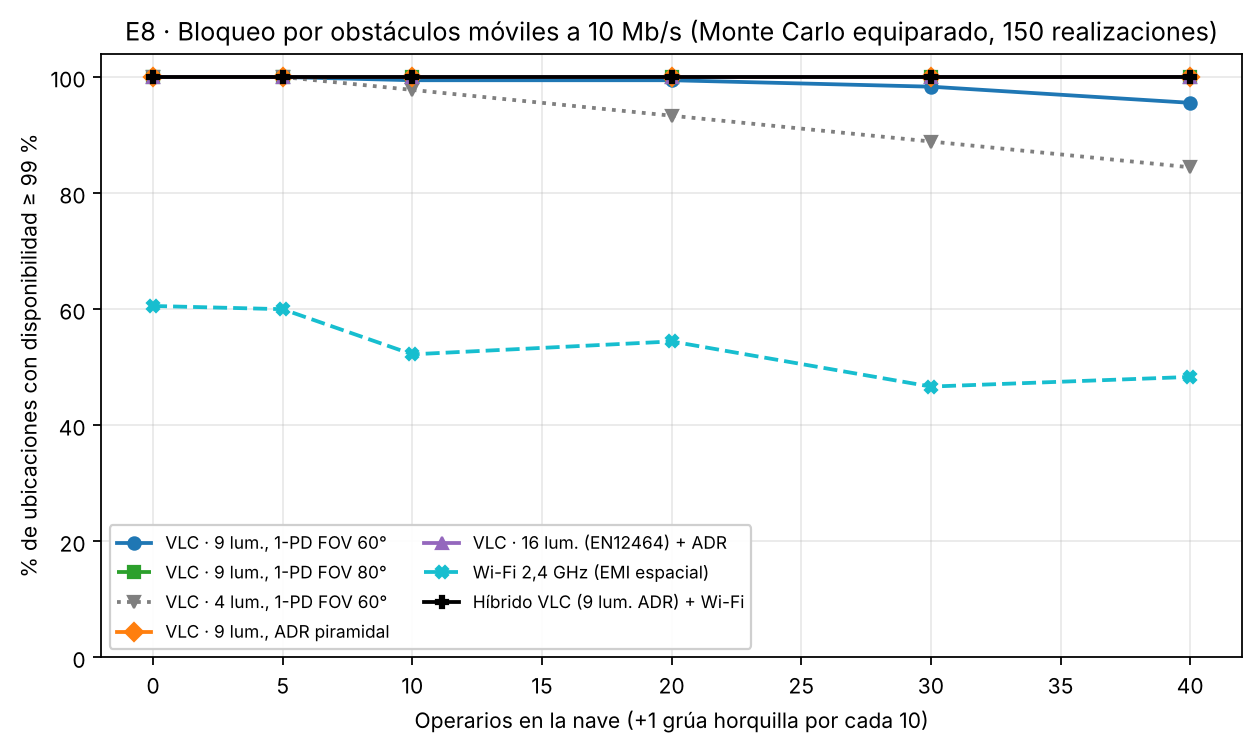 E8 · Bloqueo por obstáculos móviles a 10 Mb/s (Monte Carlo equiparado, 150 realizaciones)
% de ubicaciones con disponibilidad ≥ 99 %
100
80
60
40
20
0
VLC · 9 lum., 1-PD FOV 60°
VLC · 9 lum., 1-PD FOV 80°
VLC · 4 lum., 1-PD FOV 60°
VLC · 9 lum., ADR piramidal
VLC · 16 lum. (EN12464) + ADR
Wi-Fi 2,4 GHz (EMI espacial)
Híbrido VLC (9 lum. ADR) + Wi-Fi
0 5 10 15 20 25 30 35 40
Operarios en la nave (+1 grúa horquilla por cada 10)